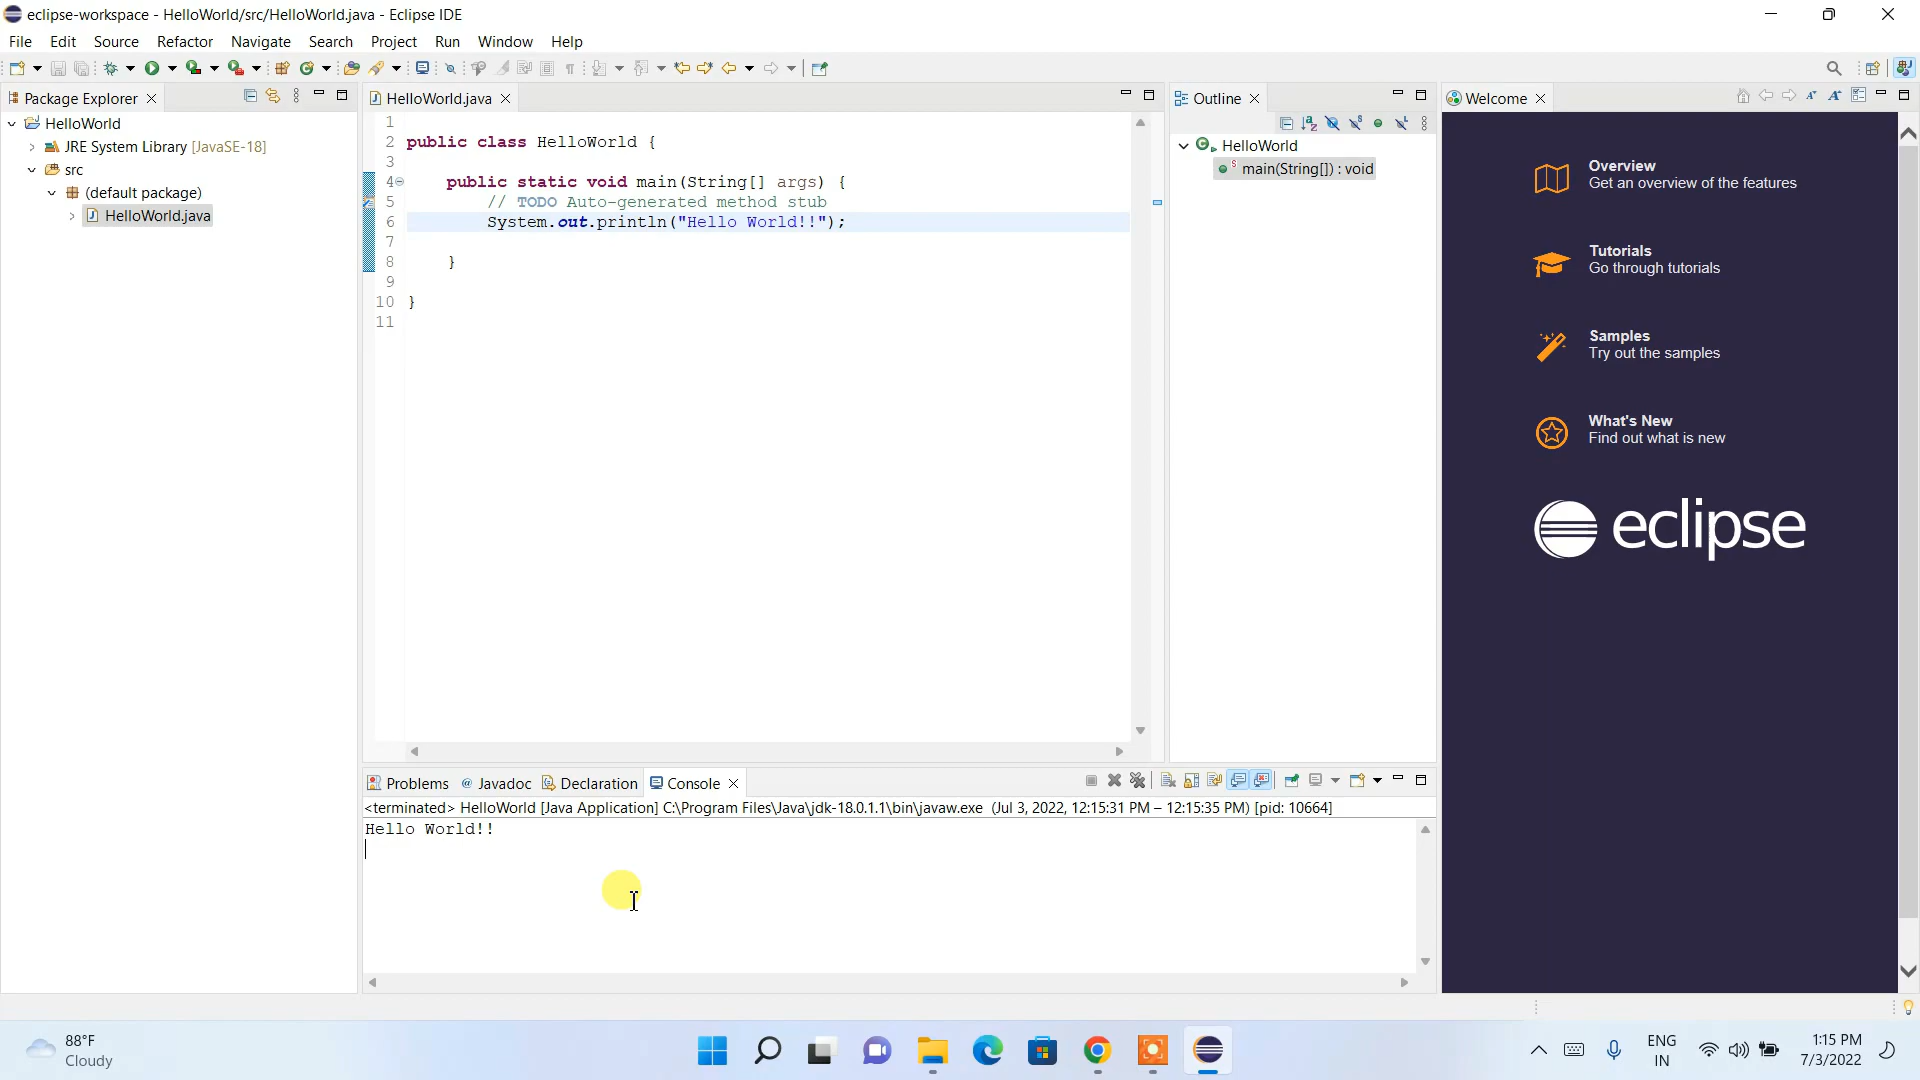 eclipse-workspace - HelloWorld/src/HelloWorld.java - Eclipse IDE
File Edit Source Refactor Navigate Search Project Run Window Help
Package Explorer
HelloWorld
JRE System Library [JavaSE-18]
src
(default package)
HelloWorld.java
HelloWorld.java
1
2 public class HelloWorld {
3
4 public static void main(String[] args) {
5 // TODO Auto-generated method stub
6 System.out.println("Hello World!!");
7
8 }
9
10 }
11
Outline
HelloWorld
main(String[]) : void
Welcome
Overview
Get an overview of the features
Tutorials
Go through tutorials
Samples
Try out the samples
What's New
Find out what is new
eclipse
Problems @ Javadoc Declaration Console
<terminated> HelloWorld [Java Application] C:\Program Files\Java\jdk-18.0.1.1\bin\javaw.exe (Jul 3, 2022, 12:15:31 PM – 12:15:35 PM) [pid: 10664]
Hello World!!
88°F
Cloudy
ENG
IN
1:15 PM
7/3/2022